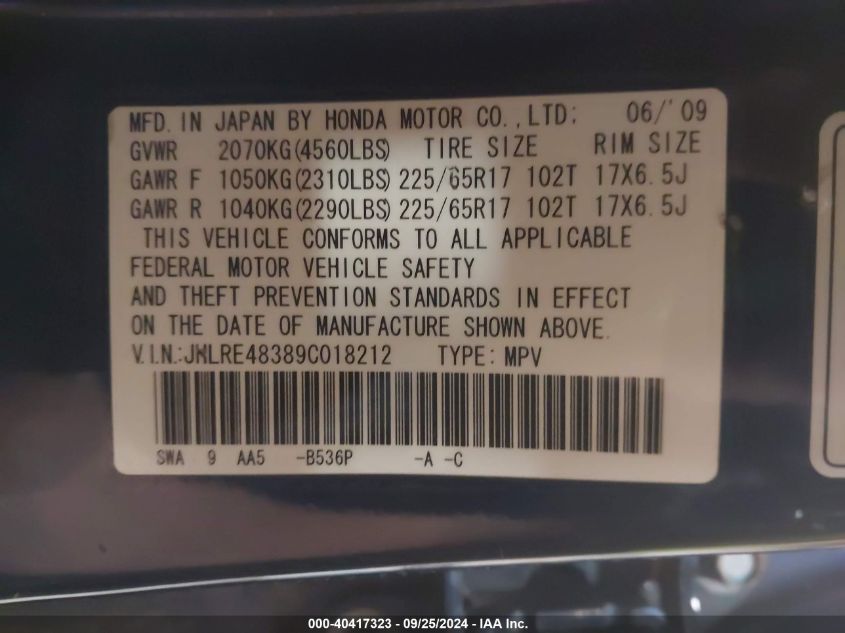 MFD. IN JAPAN BY HONDA MOTOR CO., LTD: 06/'09
GVWR 2070KG(4560LBS) TIRE SIZE RIM SIZE
GAWR F 1050KG(2310LBS) 225/65R17 102T 17X6.5J
GAWR R 1040KG(2290LBS) 225/65R17 102T 17X6.5J
THIS VEHICLE CONFORMS TO ALL APPLICABLE
FEDERAL MOTOR VEHICLE SAFETY
AND THEFT PREVENTION STANDARDS IN EFFECT
ON THE DATE OF MANUFACTURE SHOWN ABOVE.
V.I.N.:JHLRE48389C018212 TYPE: MPV
SWA 9 AA5 -B536P -A -C
000-40417323 - 09/25/2024 - IAA Inc.